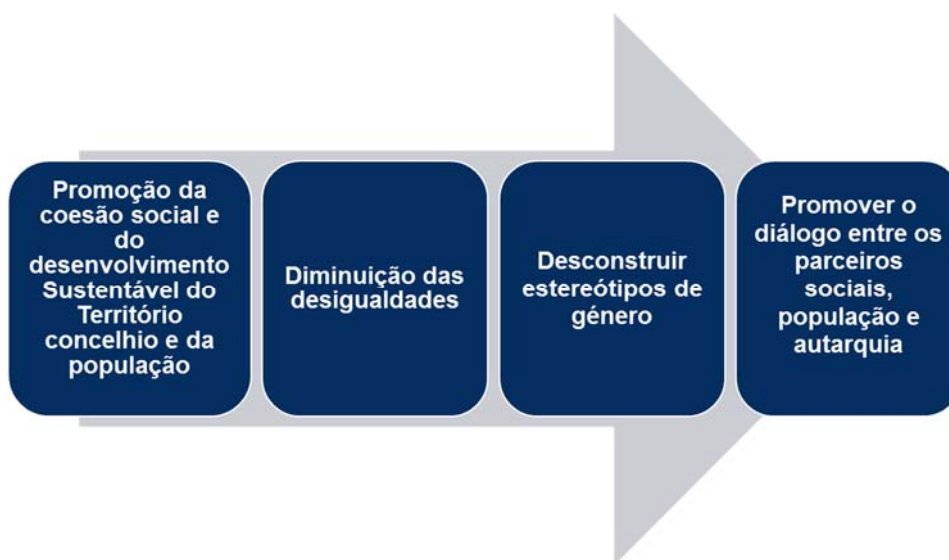 Promoção da
coesão social e
do
desenvolvimento
Sustentável do
Território
concelhio e da
população
Diminuição das
desigualdades
Desconstruir
estereótipos de
género
Promover o
diálogo entre os
parceiros
sociais,
população e
autarquia